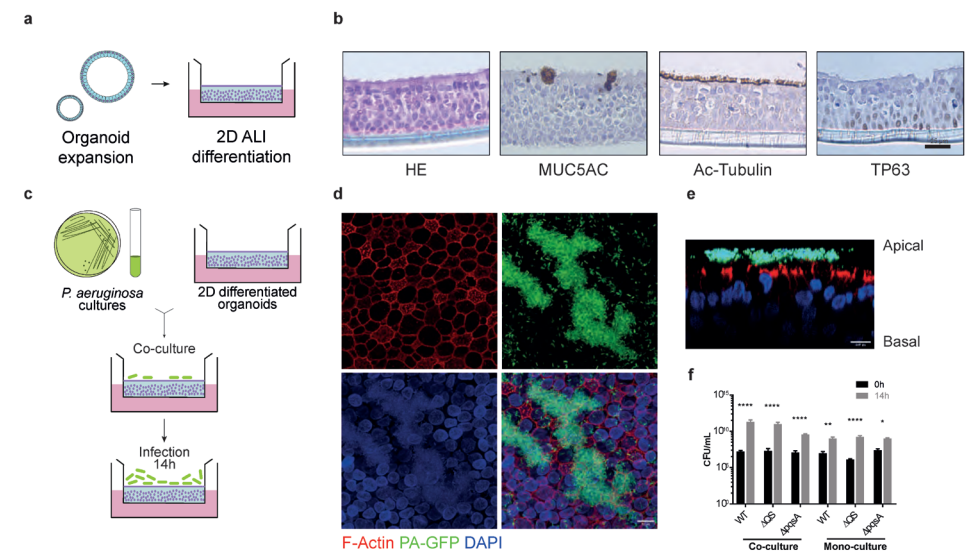 a
Organoid
expansion
2D ALI
differentiation
b
HE
MUC5AC
Ac-Tubulin
TP63
c
P. aeruginosa
cultures
2D differentiated
organoids
Co-culture
Infection
14h
d
F-Actin PA-GFP DAPI
e
Apical
Basal
f
0h
14h
CFU/mL
**** **** **** ** **** *
WT ΔQS ΔpqsA WT ΔQS ΔpqsA
Co-culture Mono-culture